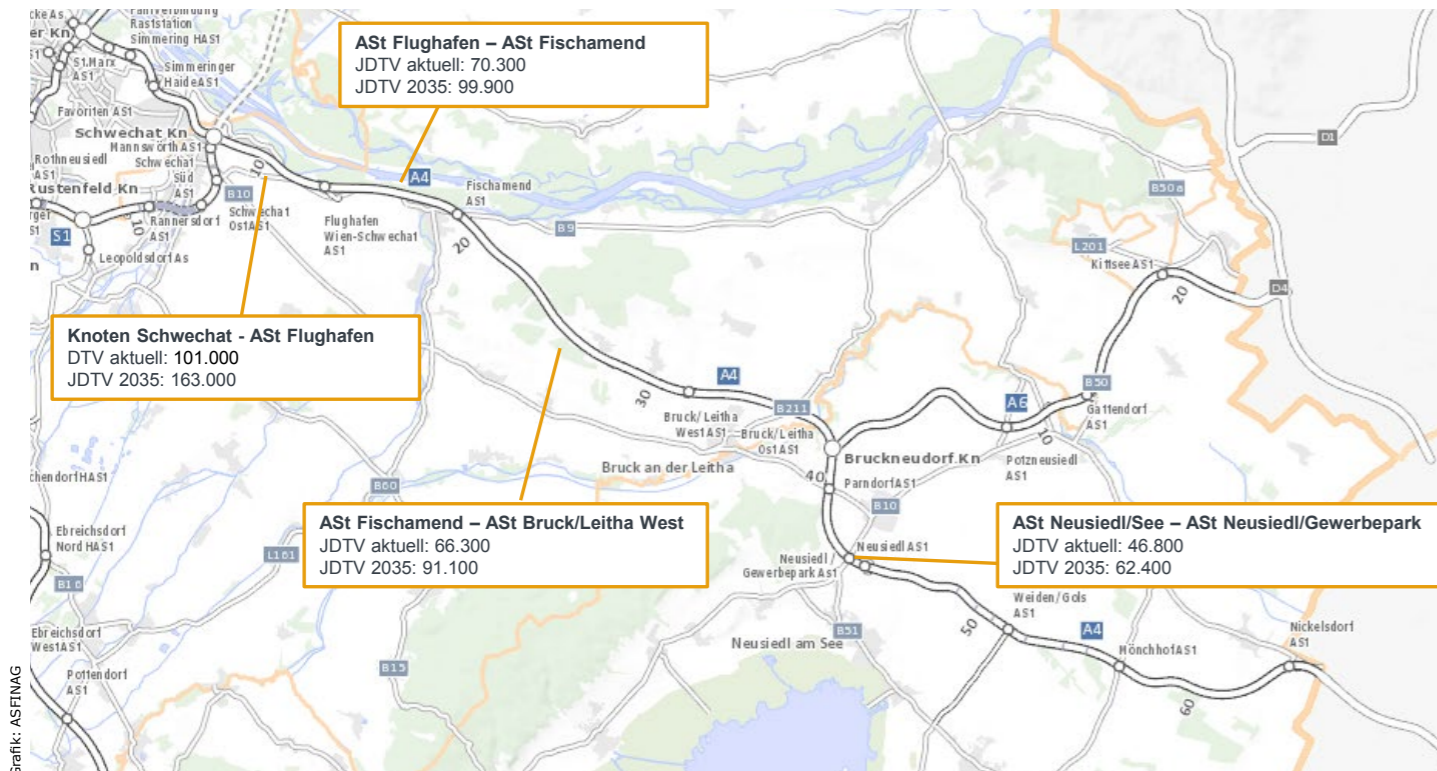 Raststation
Simmering HAS1
er Kn
S1.Marx
AS1
Simmeringer
Haide AS1
Favoriten AS1
Schwechat Kn
Mannswörth AS1
Rothneusiedl
AS1
Schwechat
Süd
AS1
Rustenfeld Kn
10
B10
Schwechat
Ost AS1
Rannersdorf
AS1
10
S1
Leopoldsdorf As
Flughafen
Wien-Schwechat
AS1
A4
Fischamend
AS1
20
B9
ASt Flughafen – ASt Fischamend
JDTV aktuell: 70.300
JDTV 2035: 99.900
D1
B50a
L201
Kittsee AS1
20
D4
Knoten Schwechat - ASt Flughafen
DTV aktuell: 101.000
JDTV 2035: 163.000
30
A4
B211
Bruck/Leitha
West AS1
Bruck/Leitha
Ost AS1
Bruck an der Leitha
Bruckneudorf.Kn
A6
B50
Gattendorf
AS1
10
Potzneusiedl
AS1
40
Parndorf AS1
B10
B60
chendorf HAS1
Ebreichsdorf
Nord HAS1
L161
B16
Ebreichsdorf
West AS1
Pottendorf
AS1
B15
ASt Fischamend – ASt Bruck/Leitha West
JDTV aktuell: 66.300
JDTV 2035: 91.100
ASt Neusiedl/See – ASt Neusiedl/Gewerbepark
JDTV aktuell: 46.800
JDTV 2035: 62.400
Neusiedl AS1
Neusiedl/
Gewerbepark As1
Weiden/Gols
AS1
50
A4
B51
Neusiedl am See
Mönchhof AS1
Nickelsdorf
AS1
60
Grafik: ASFINAG